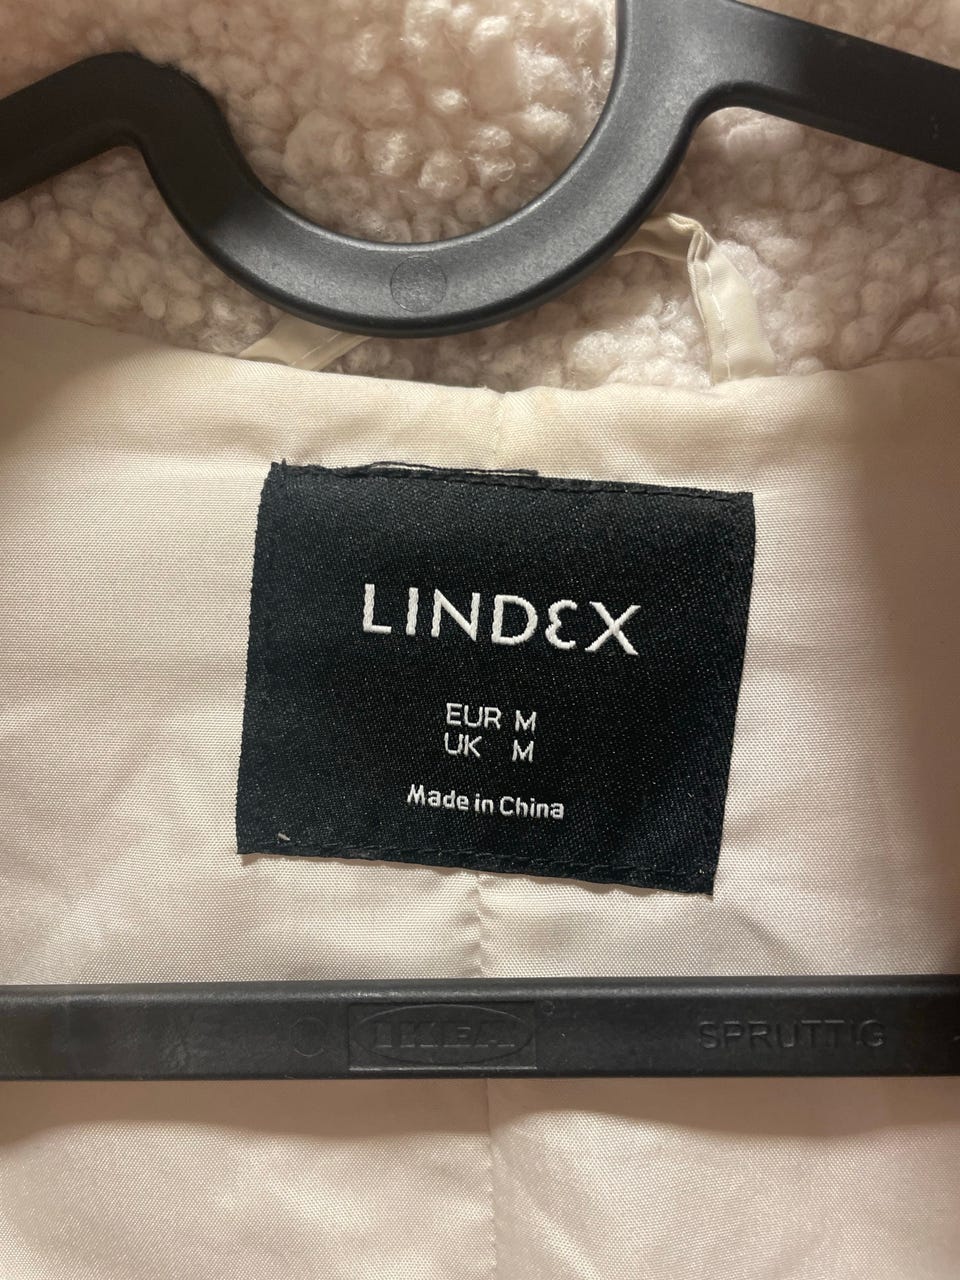 LINDEX
EUR M
UK M
Made in China
IKEA
SPRUTTIG